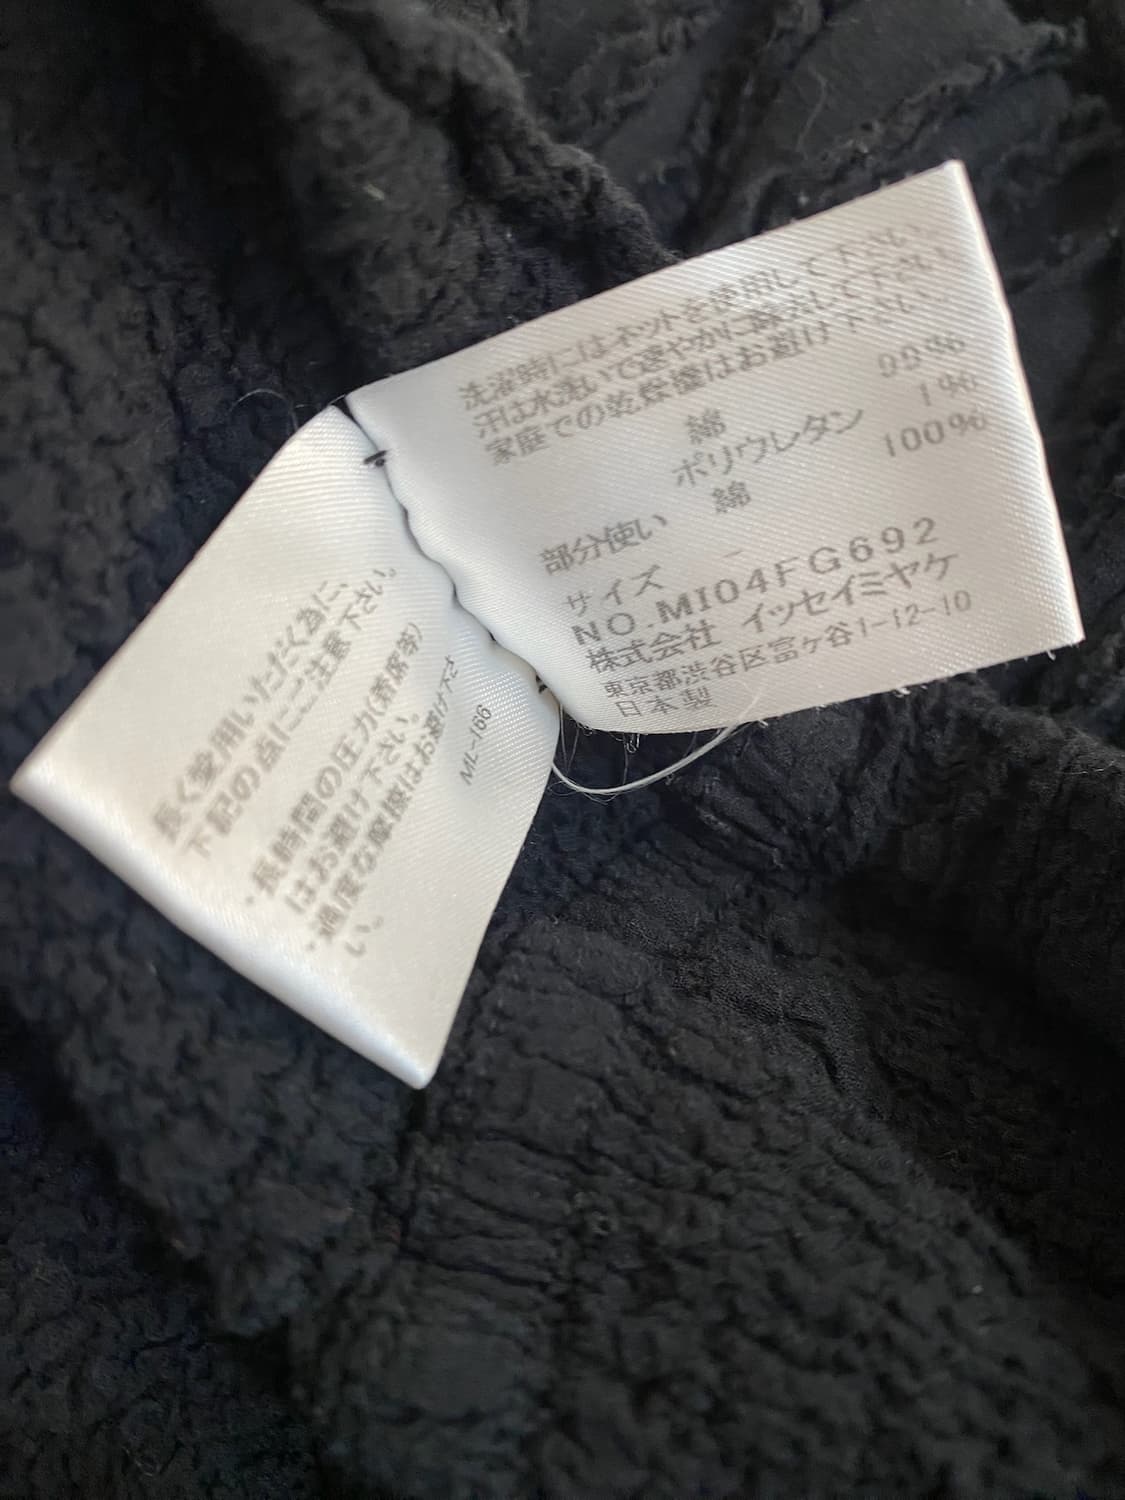 洗濯時にはネットを使用して下さい。
汗は水洗いで速やかに除去して下さい。
家庭での乾燥機はお避け下さい。
綿 99%
ポリウレタン 1%
部分使い 綿 100%
サイズ
NO.MI04FG692
株式会社 イッセイミヤケ
東京都渋谷区富ヶ谷1-12-10
日本製
長く愛用いただく為に、
下記の点にご注意下さい。
・長時間の圧力(着席等)
はお避け下さい。
・過度な摩擦はお避け下さ
い。
ML-166